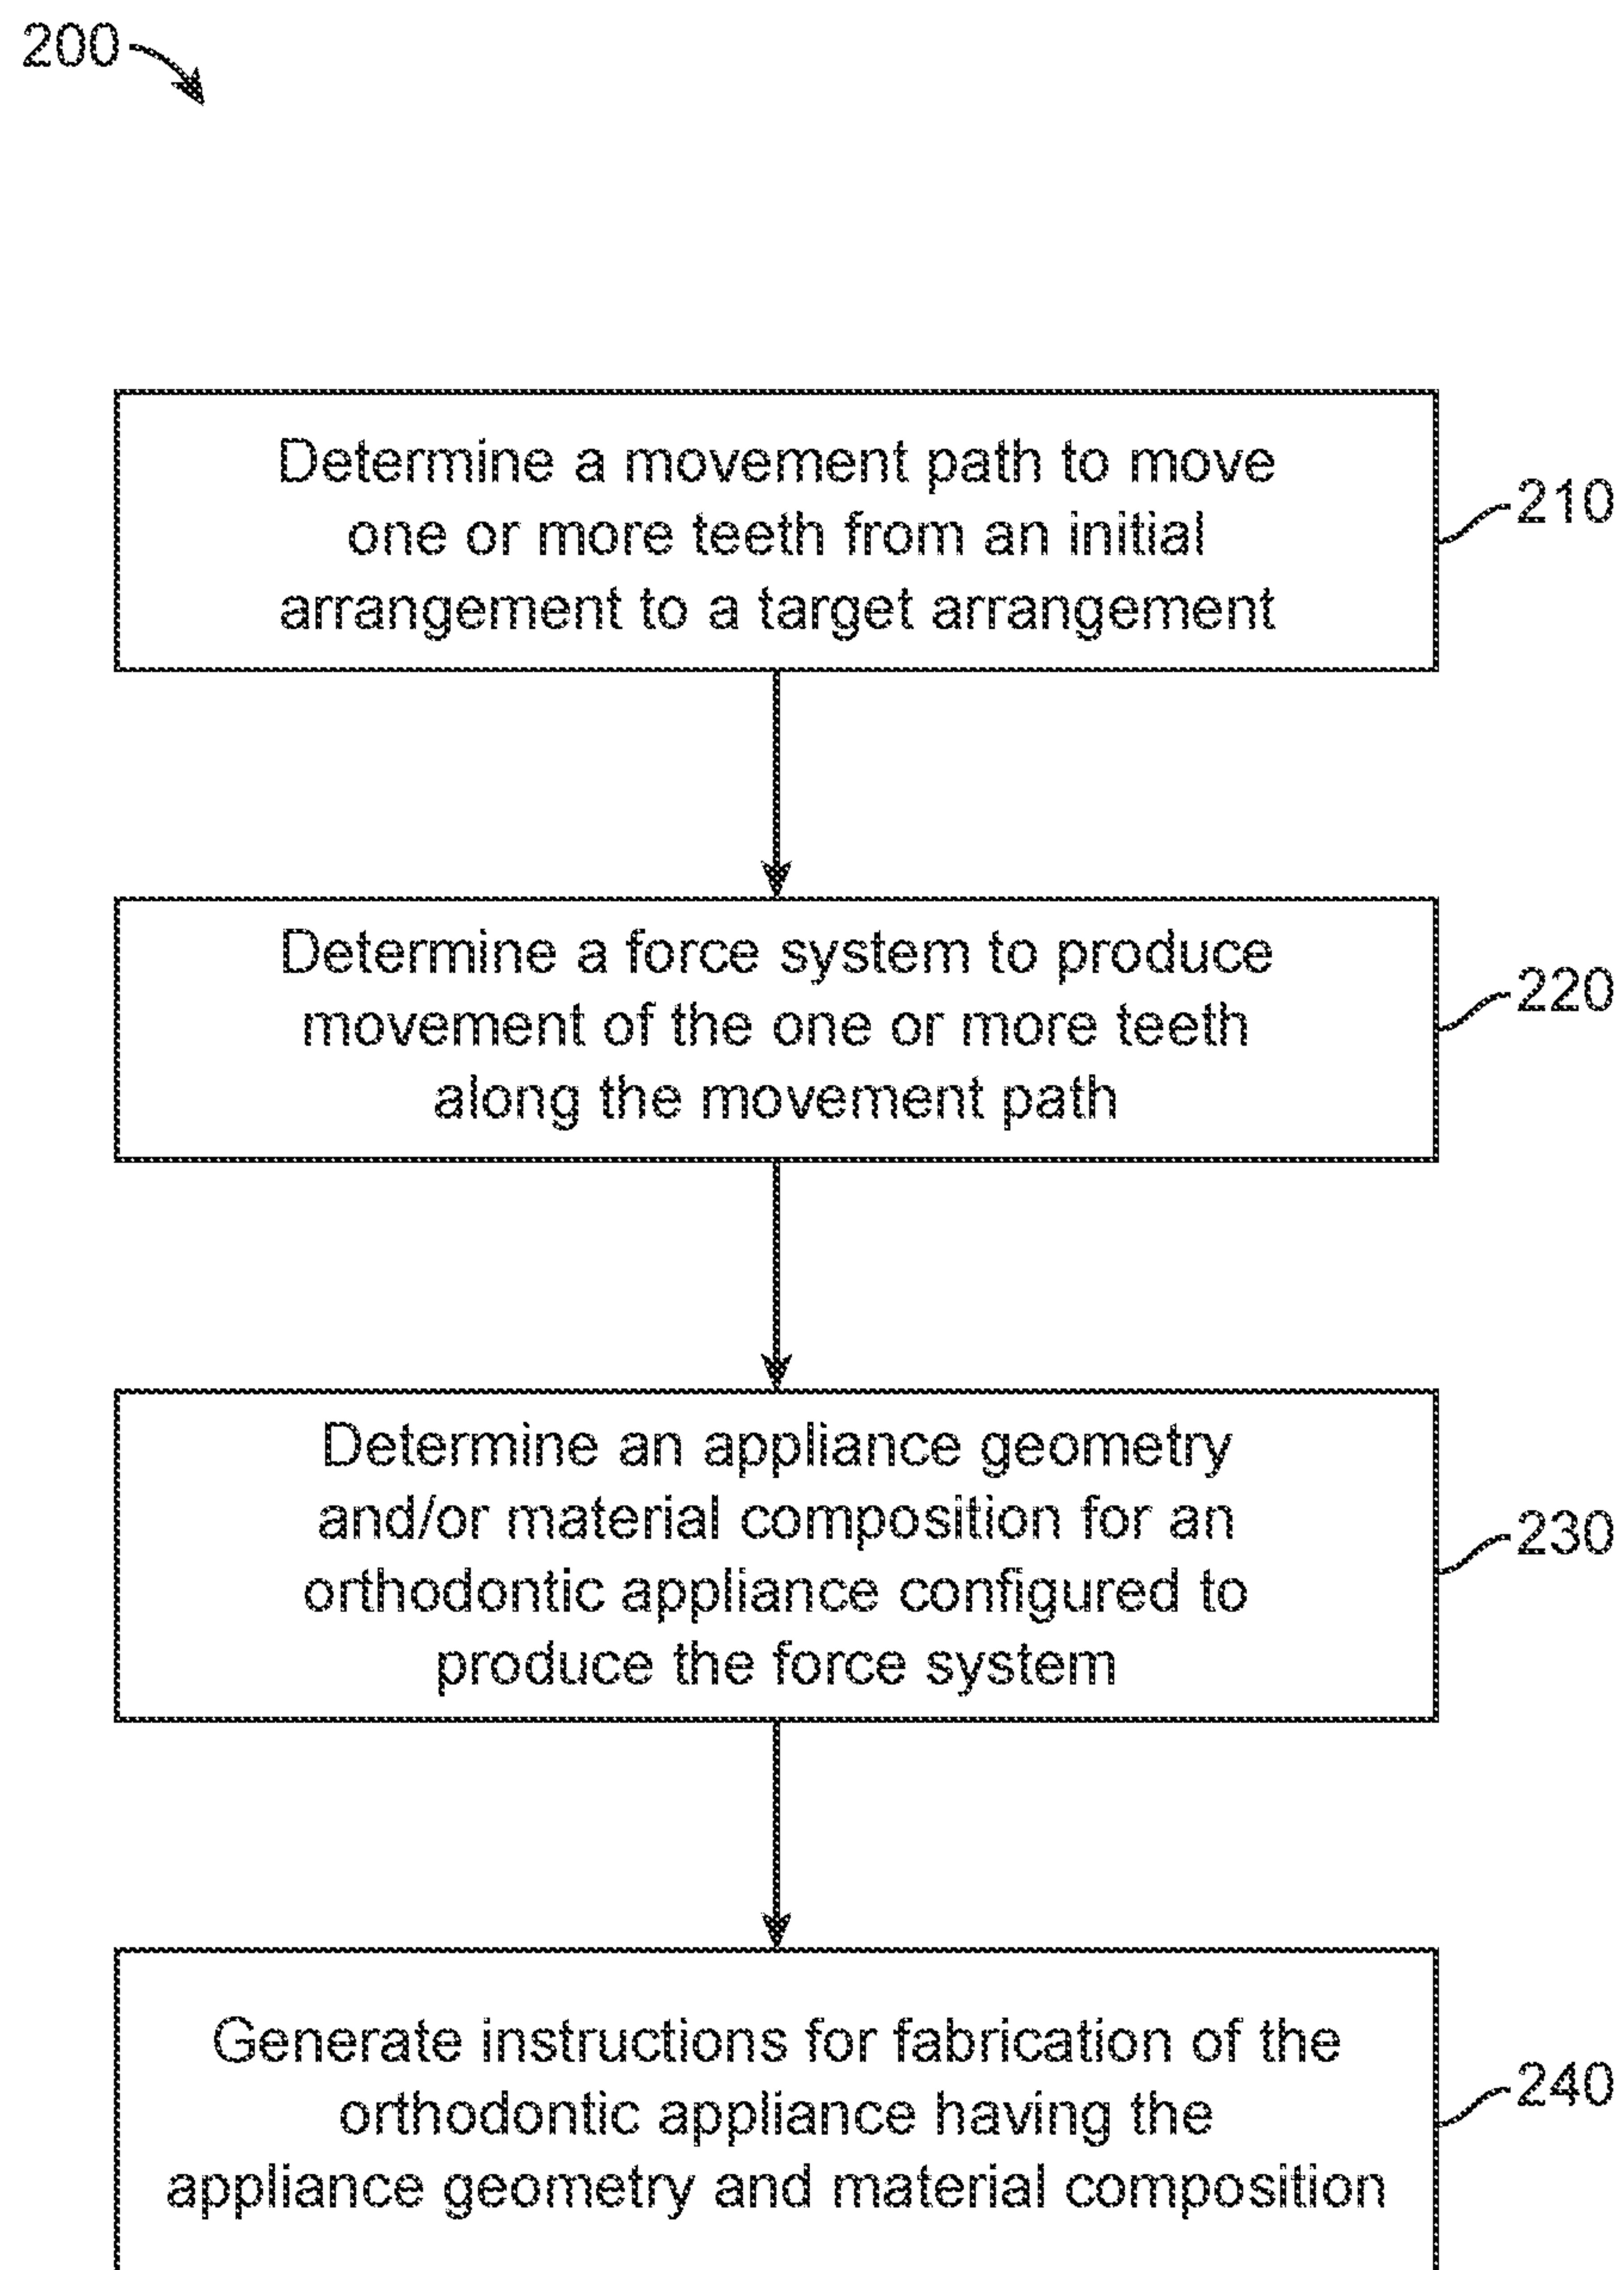 200
Determine a movement path to move
one or more teeth from an initial
arrangement to a target arrangement
210
Determine a force system to produce
movement of the one or more teeth
along the movement path
220
Determine an appliance geometry
and/or material composition for an
orthodontic appliance configured to
produce the force system
230
Generate instructions for fabrication of the
orthodontic appliance having the
appliance geometry and material composition
240